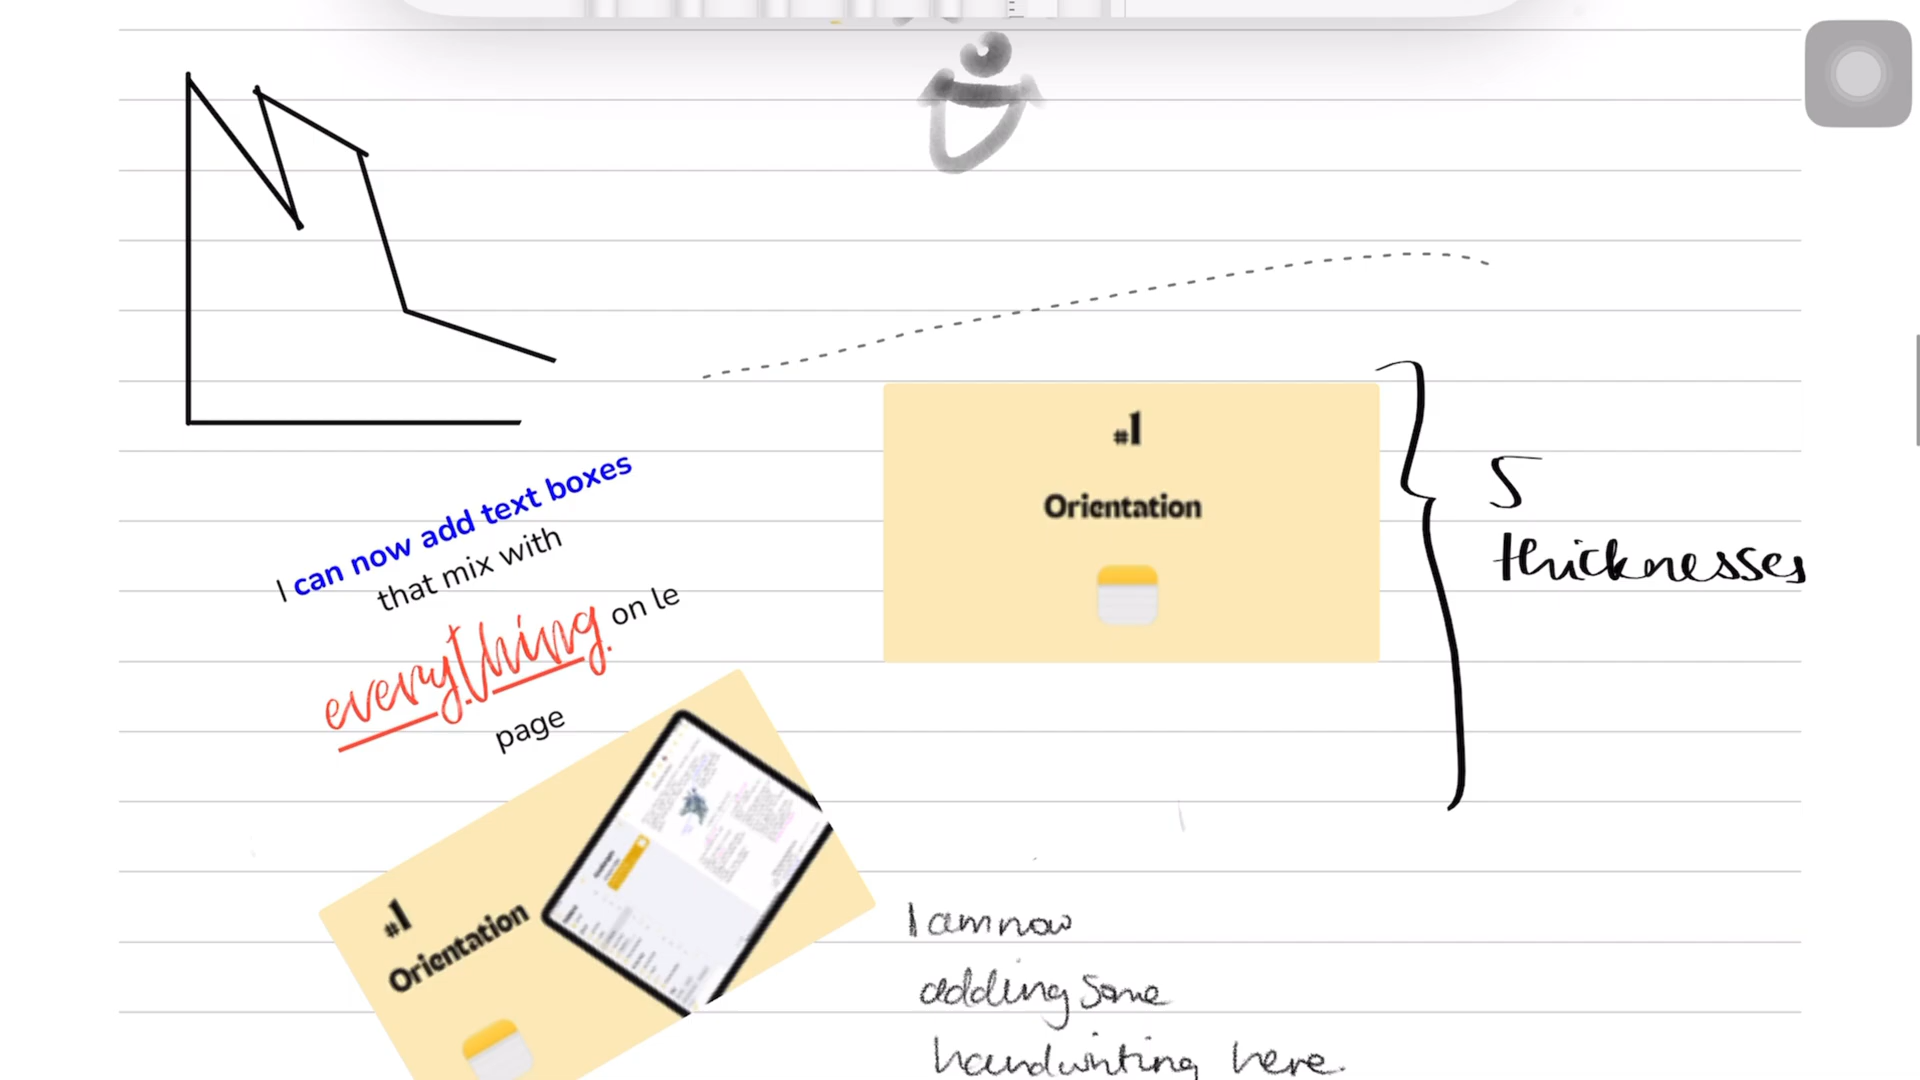 I can now add text boxes
that mix with
everything. on le
page
#1
Orientation
5
thicknesses
#1
Orientation
I am now
adding some
handwriting here.